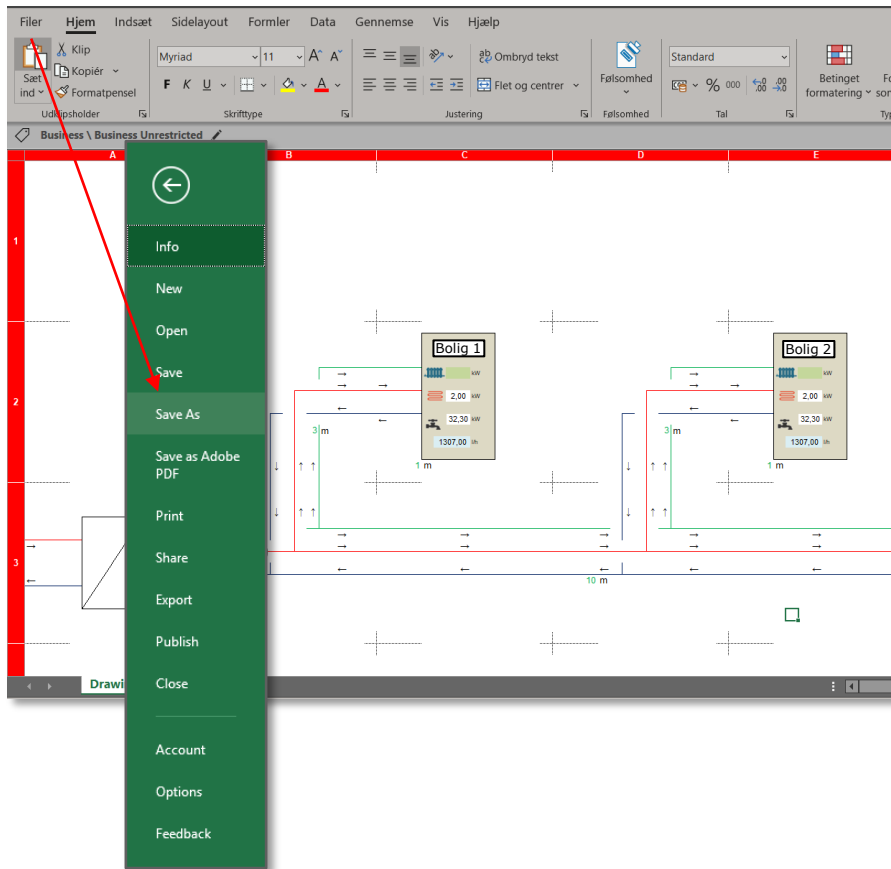 Filer Hjem Indsæt Sidelayout Formler Data Gennemse Vis Hjælp
Sæt ind
Klip
Kopiér
Formatpensel
Udklipsholder
Myriad 11 A A
F K U A
Skrifttype
Ombryd tekst
Flet og centrer
Justering
Følsomhed
Følsomhed
Standard
% 000
Tal
Betinget
formatering
Business \ Business Unrestricted
A B C D E
1
2
3
Info
New
Open
Save
Save As
Save as Adobe
PDF
Print
Share
Export
Publish
Close
Account
Options
Feedback
Bolig 1
kW
2,00 kW
32,30 kW
1307,00 l/h
3 m
1 m
Bolig 2
kW
2,00 kW
32,30 kW
1307,00 l/h
3 m
1 m
10 m
Drawi